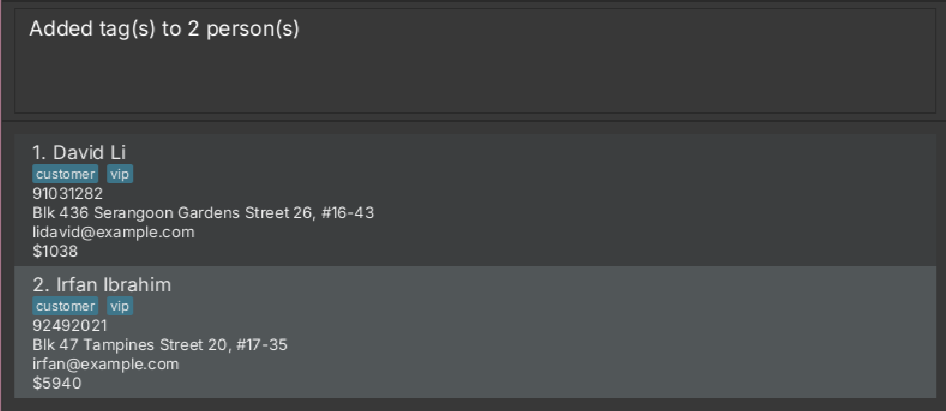 Added tag(s) to 2 person(s)
1. David Li
customer vip
91031282
Blk 436 Serangoon Gardens Street 26, #16-43
lidavid@example.com
$1038
2. Irfan Ibrahim
customer vip
92492021
Blk 47 Tampines Street 20, #17-35
irfan@example.com
$5940